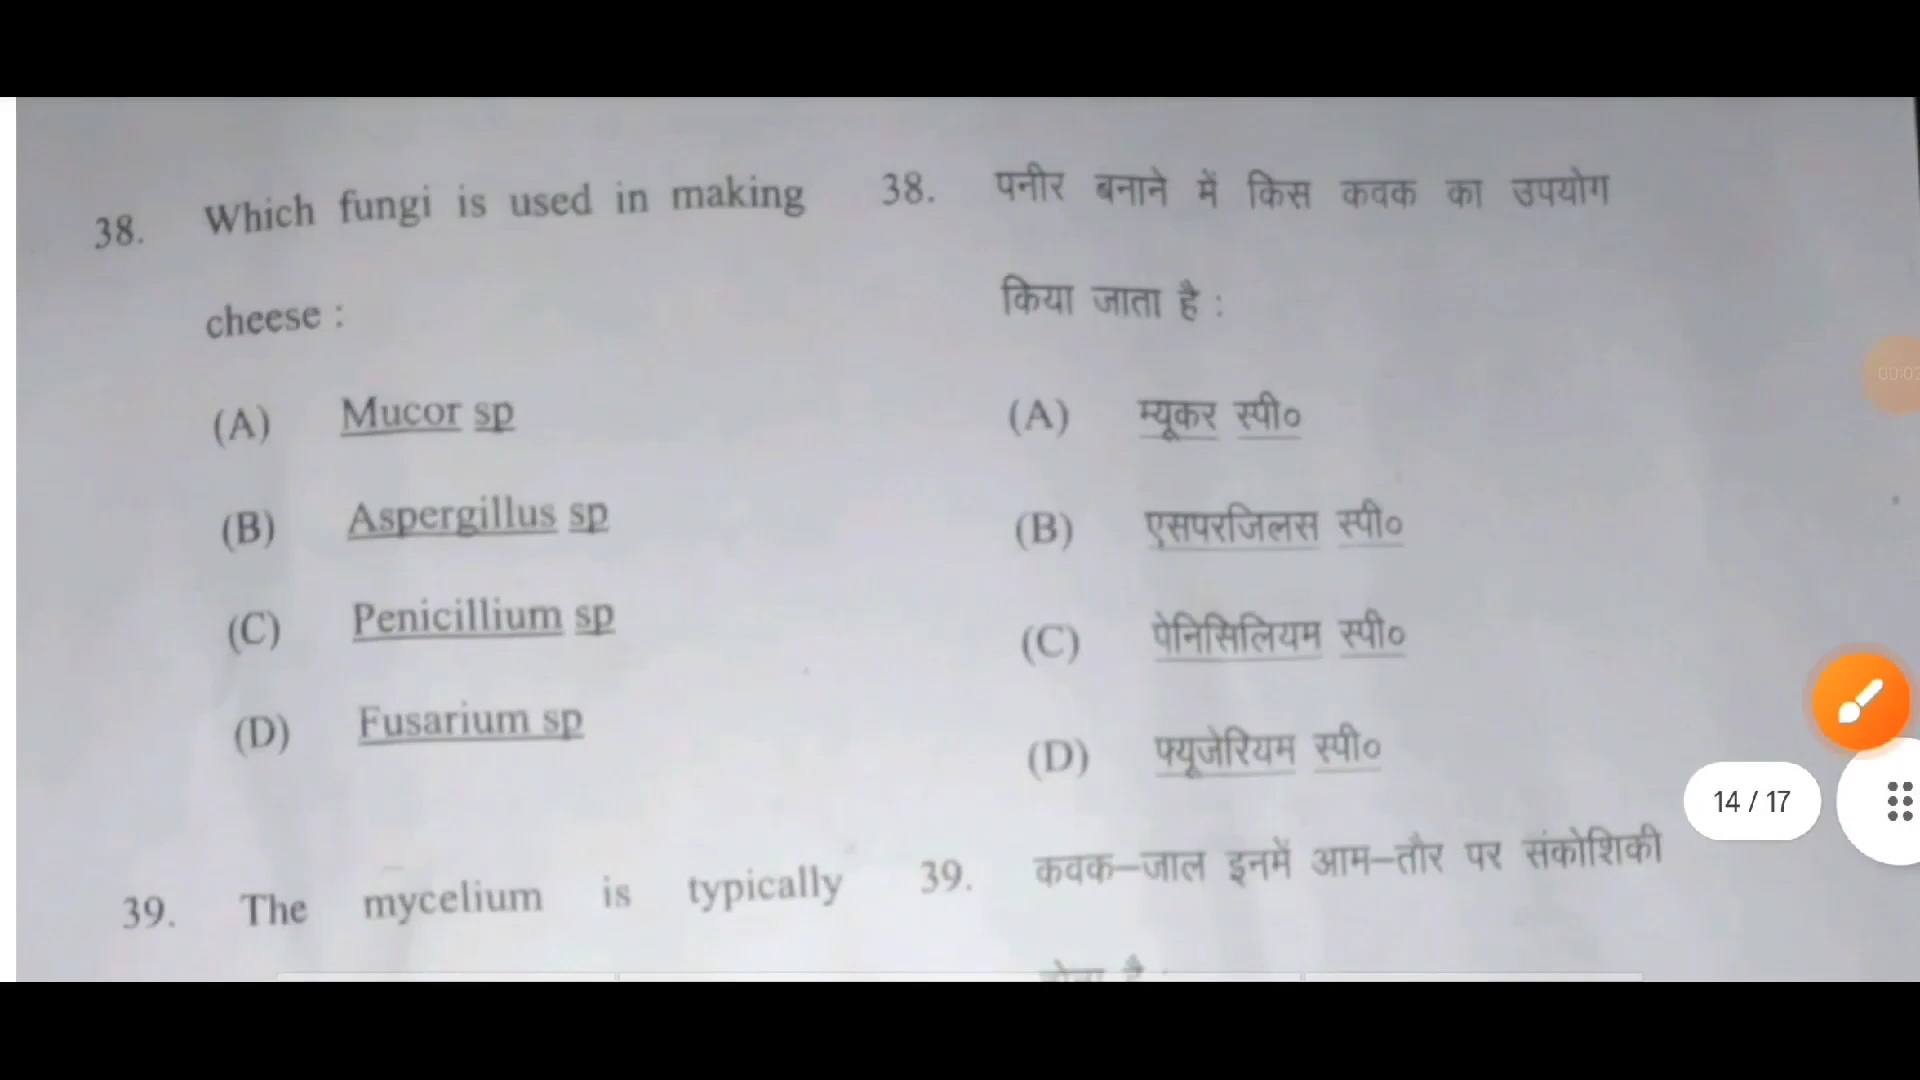 38. Which fungi is used in making
cheese :
(A) Mucor sp
(B) Aspergillus sp
(C) Penicillium sp
(D) Fusarium sp
39. The mycelium is typically
38. पनीर बनाने में किस कवक का उपयोग
किया जाता है :
(A) म्यूकर स्पी०
(B) एसपरजिलस स्पी०
(C) पेनिसिलियम स्पी०
(D) फ्यूजेरियम स्पी०
39. कवक-जाल इनमें आम-तौर पर संकोशिकी
14 / 17